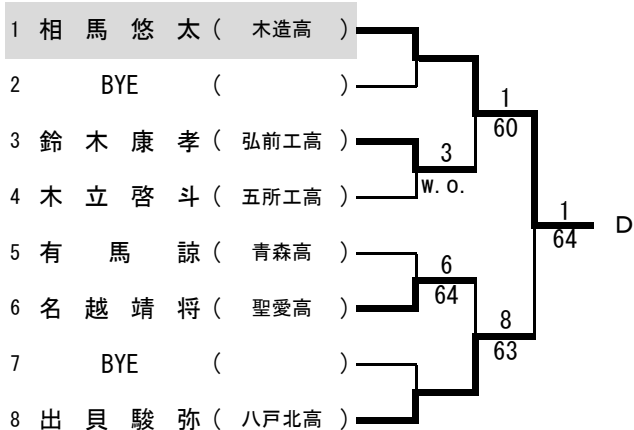 1 相 馬 悠 太 ( 木造高 )
2 BYE ( )
1
60
3 鈴 木 康 孝 ( 弘前工高 )
3
w.o.
4 木 立 啓 斗 ( 五所工高 )
1
64
D
5 有 馬 諒 ( 青森高 )
6
64
6 名 越 靖 将 ( 聖愛高 )
8
63
7 BYE ( )
8 出 貝 駿 弥 ( 八戸北高 )